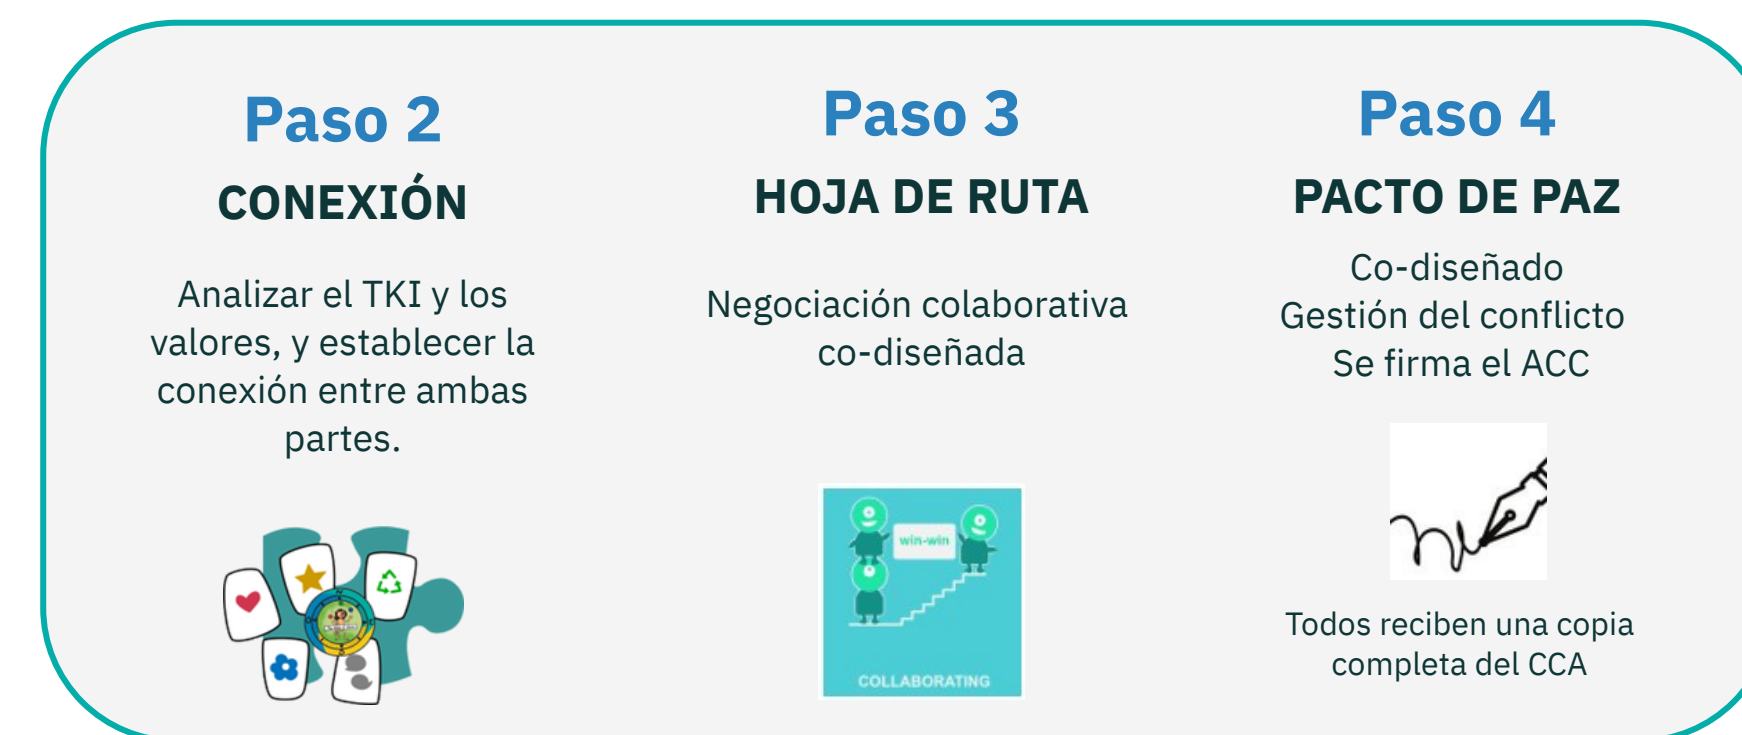 Paso 2
CONEXIÓN
Analizar el TKI y los
valores, y establecer la
conexión entre ambas
partes.
Paso 3
HOJA DE RUTA
Negociación colaborativa
co-diseñada
win-win
COLLABORATING
Paso 4
PACTO DE PAZ
Co-diseñado
Gestión del conflicto
Se firma el ACC
Todos reciben una copia
completa del CCA